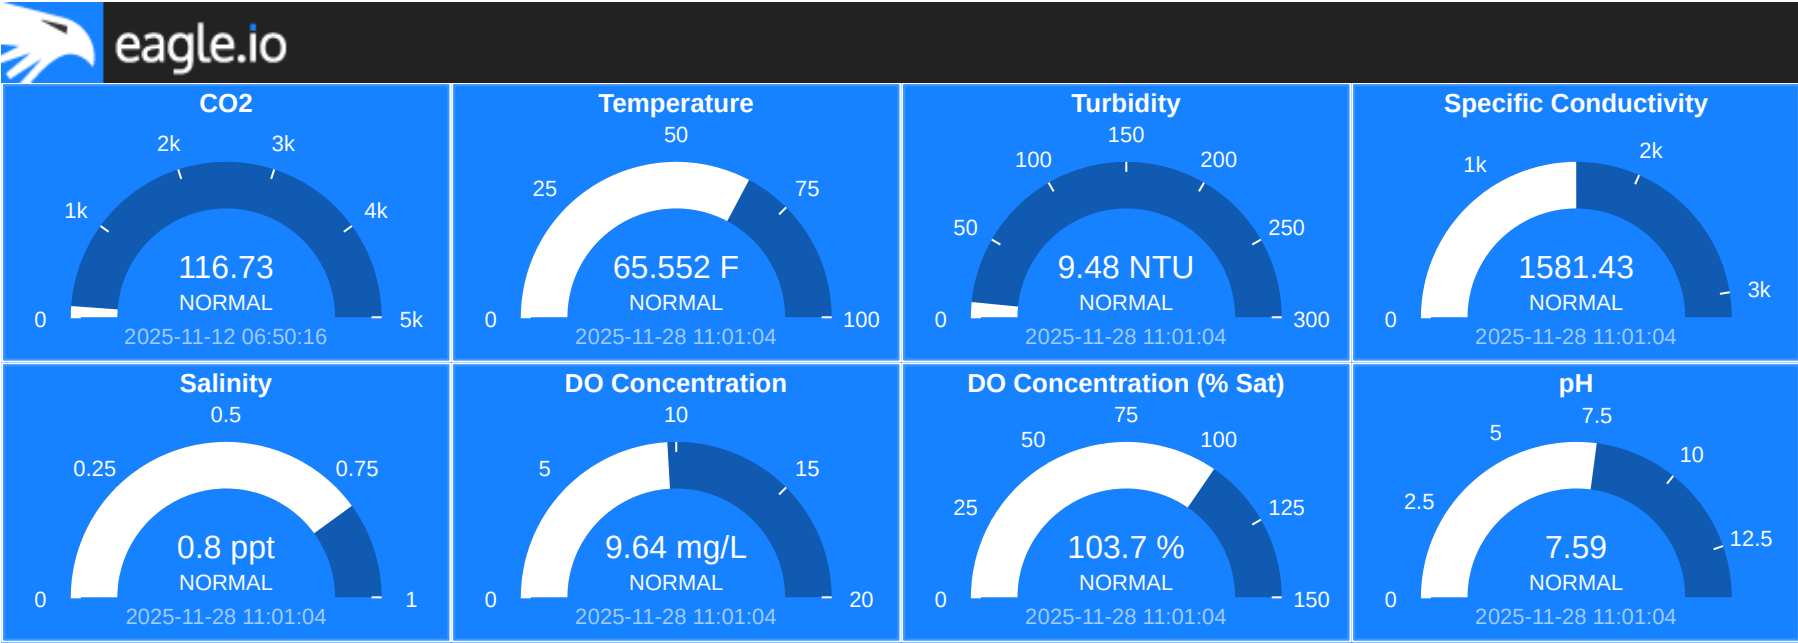 eagle.io
CO2
2k 3k
1k 4k
116.73
NORMAL
0 5k
2025-11-12 06:50:16
Temperature
50
25 75
65.552 F
NORMAL
0 100
2025-11-28 11:01:04
Turbidity
150
100 200
50 250
9.48 NTU
NORMAL
0 300
2025-11-28 11:01:04
Specific Conductivity
1k 2k
1581.43
3k
NORMAL
0
2025-11-28 11:01:04
Salinity
0.5
0.25 0.75
0.8 ppt
NORMAL
0 1
2025-11-28 11:01:04
DO Concentration
10
5 15
9.64 mg/L
NORMAL
0 20
2025-11-28 11:01:04
DO Concentration (% Sat)
75
50 100
25 125
103.7 %
NORMAL
0 150
2025-11-28 11:01:04
pH
7.5
5 10
2.5 12.5
7.59
NORMAL
0
2025-11-28 11:01:04